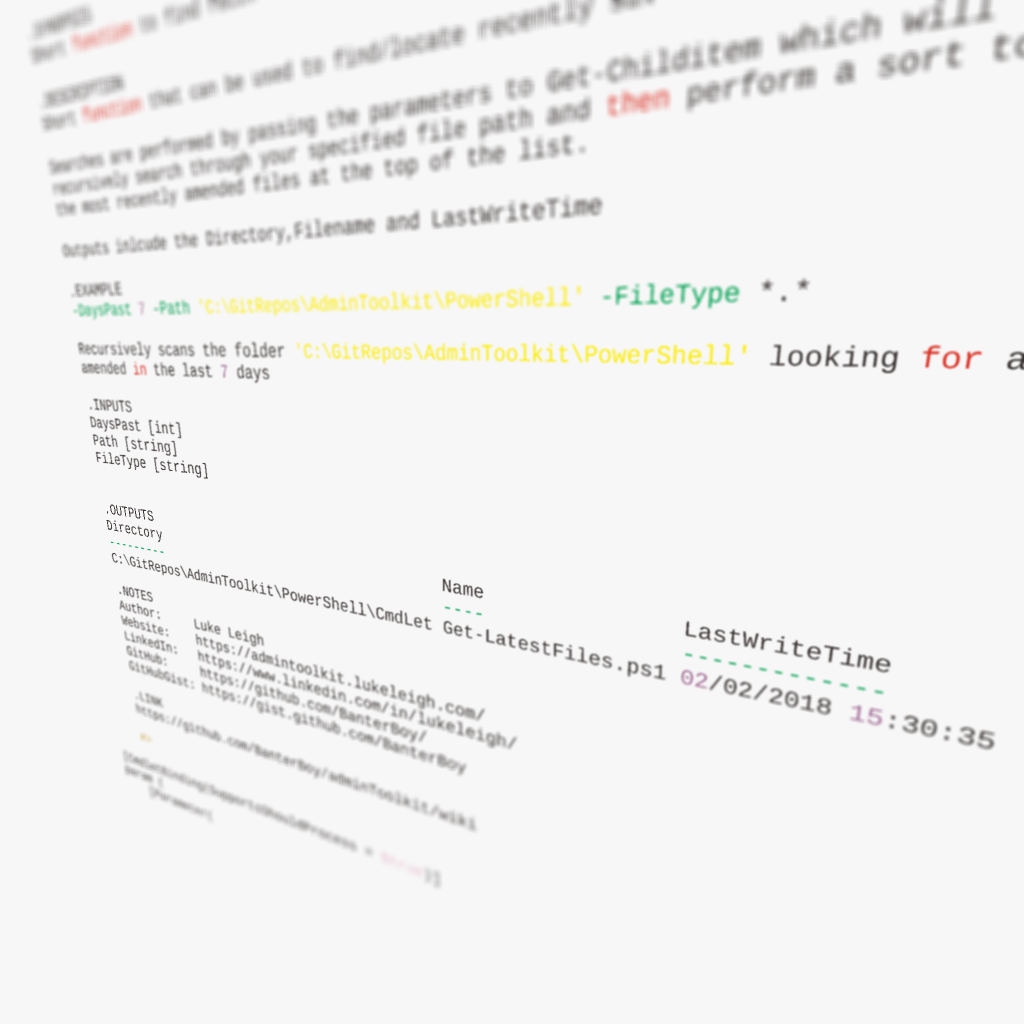 .SYNOPSIS
Short function to find
.DESCRIPTION
Short function that can be used to find/locate recently
Searches are performed by passing the parameters to Get-Childitem which will
recursively search through your specified file path and then perform a sort to
the most recently amended files at the top of the list.
Outputs inlcude the Directory,Filename and LastWriteTime
.EXAMPLE
-DaysPast 7 -Path 'C:\GitRepos\AdminToolkit\PowerShell' -FileType *.*
Recursively scans the folder 'C:\GitRepos\AdminToolkit\PowerShell' looking for
amended in the last 7 days
.INPUTS
DaysPast [int]
Path [string]
FileType [string]
.OUTPUTS
Directory Name LastWriteTime
--------- ---- -------------
C:\GitRepos\AdminToolkit\PowerShell\CmdLet Get-LatestFiles.ps1 02/02/2018 15:30:35
.NOTES
Author: Luke Leigh
Website: https://admintoolkit.lukeleigh.com/
LinkedIn: https://www.linkedin.com/in/lukeleigh/
GitHub: https://github.com/BanterBoy/
GitHubGist: https://gist.github.com/BanterBoy
.LINK
https://github.com/BanterBoy/adminToolkit/wiki
#>
[CmdletBinding(SupportsShouldProcess = $true)]
param (
[Parameter(